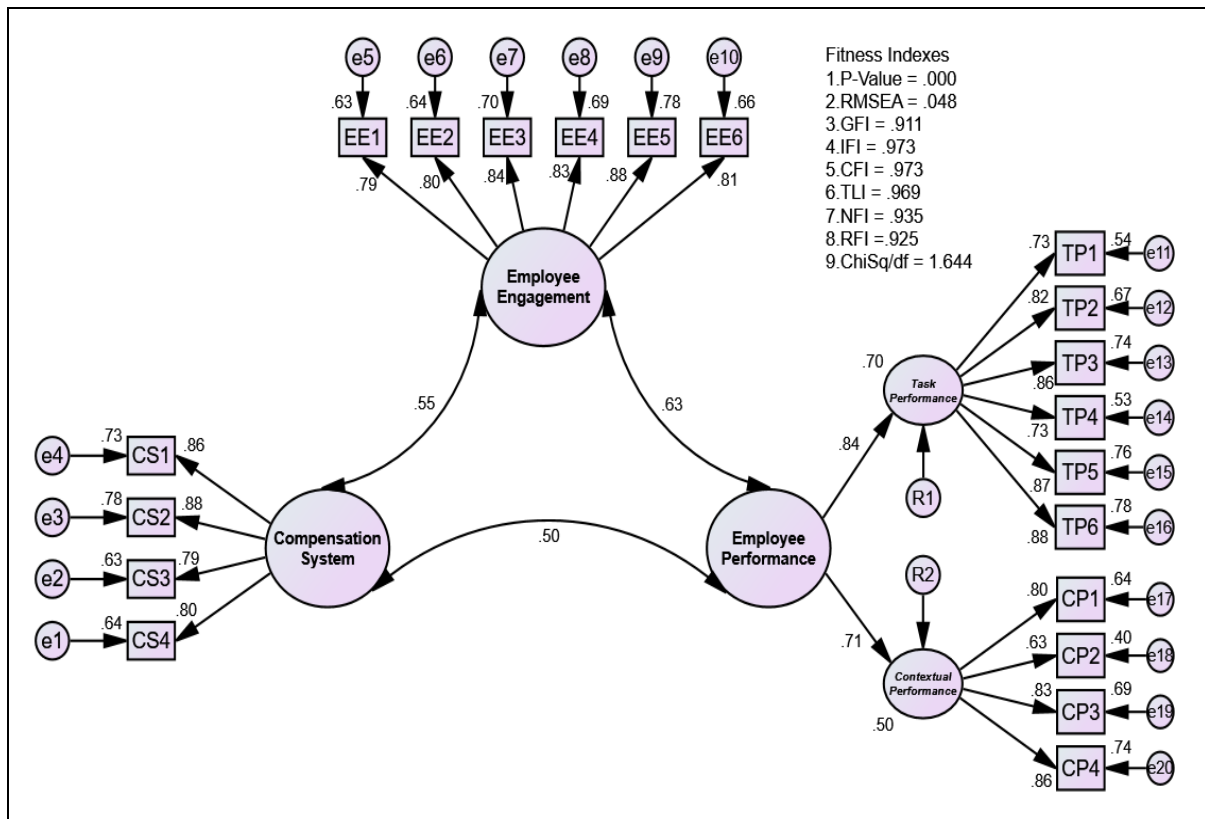 e5 e6 e7 e8 e9 e10
.63 .64 .70 .69 .78 .66
EE1 EE2 EE3 EE4 EE5 EE6
.79 .80 .84 .83 .88 .81
Employee
Engagement
Fitness Indexes
1.P-Value = .000
2.RMSEA = .048
3.GFI = .911
4.IFI = .973
5.CFI = .973
6.TLI = .969
7.NFI = .935
8.RFI =.925
9.ChiSq/df = 1.644
.55
.63
.50
e4 .73 CS1 .86
e3 .78 CS2 .88
e2 .63 CS3 .79
e1 .64 CS4 .80
Compensation
System
Employee
Performance
.84
.71
.70
Task
Performance
R1
.73 TP1 .54 e11
.82 TP2 .67 e12
.86 TP3 .74 e13
.73 TP4 .53 e14
.87 TP5 .76 e15
.88 TP6 .78 e16
R2
Contextual
Performance
.50
.80 CP1 .64 e17
.63 CP2 .40 e18
.83 CP3 .69 e19
.86 CP4 .74 e20